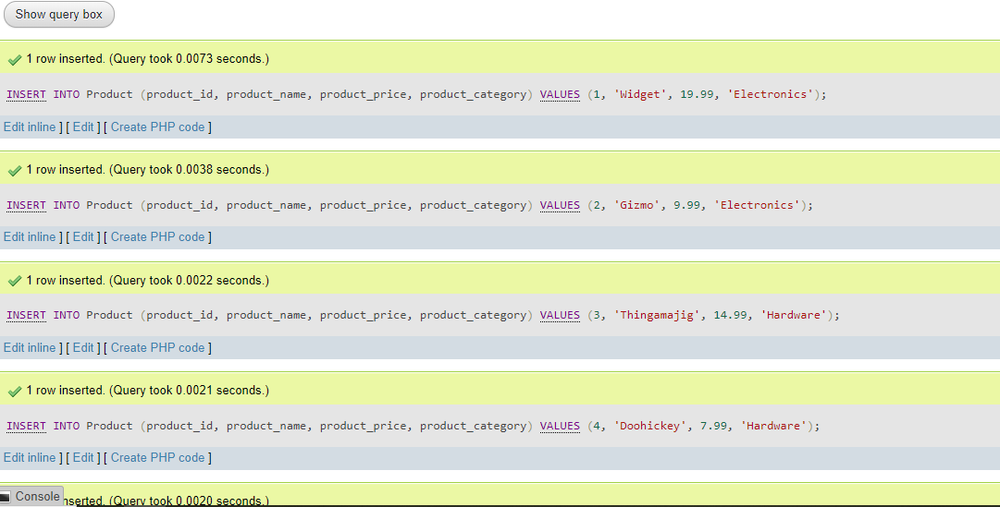 Show query box
1 row inserted. (Query took 0.0073 seconds.)
INSERT INTO Product (product_id, product_name, product_price, product_category) VALUES (1, 'Widget', 19.99, 'Electronics');
Edit inline ] [ Edit ] [ Create PHP code ]
1 row inserted. (Query took 0.0038 seconds.)
INSERT INTO Product (product_id, product_name, product_price, product_category) VALUES (2, 'Gizmo', 9.99, 'Electronics');
Edit inline ] [ Edit ] [ Create PHP code ]
1 row inserted. (Query took 0.0022 seconds.)
INSERT INTO Product (product_id, product_name, product_price, product_category) VALUES (3, 'Thingamajig', 14.99, 'Hardware');
Edit inline ] [ Edit ] [ Create PHP code ]
1 row inserted. (Query took 0.0021 seconds.)
INSERT INTO Product (product_id, product_name, product_price, product_category) VALUES (4, 'Doohickey', 7.99, 'Hardware');
Edit inline ] [ Edit ] [ Create PHP code ]
Console nserted. (Query took 0.0020 seconds.)